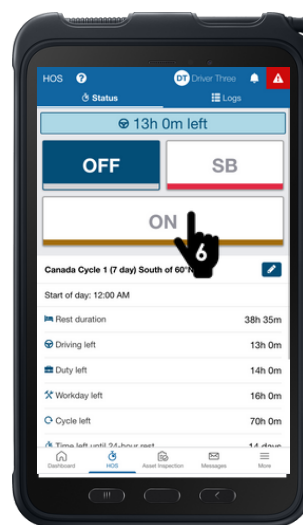 HOS ? DT Driver Three
Status Logs
13h 0m left
OFF SB
ON
6
Canada Cycle 1 (7 day) South of 60°N
Start of day: 12:00 AM
Rest duration 38h 35m
Driving left 13h 0m
Duty left 14h 0m
Workday left 16h 0m
Cycle left 70h 0m
Time left until 24-hour rest 14 days
Dashboard HOS Asset Inspection Messages More